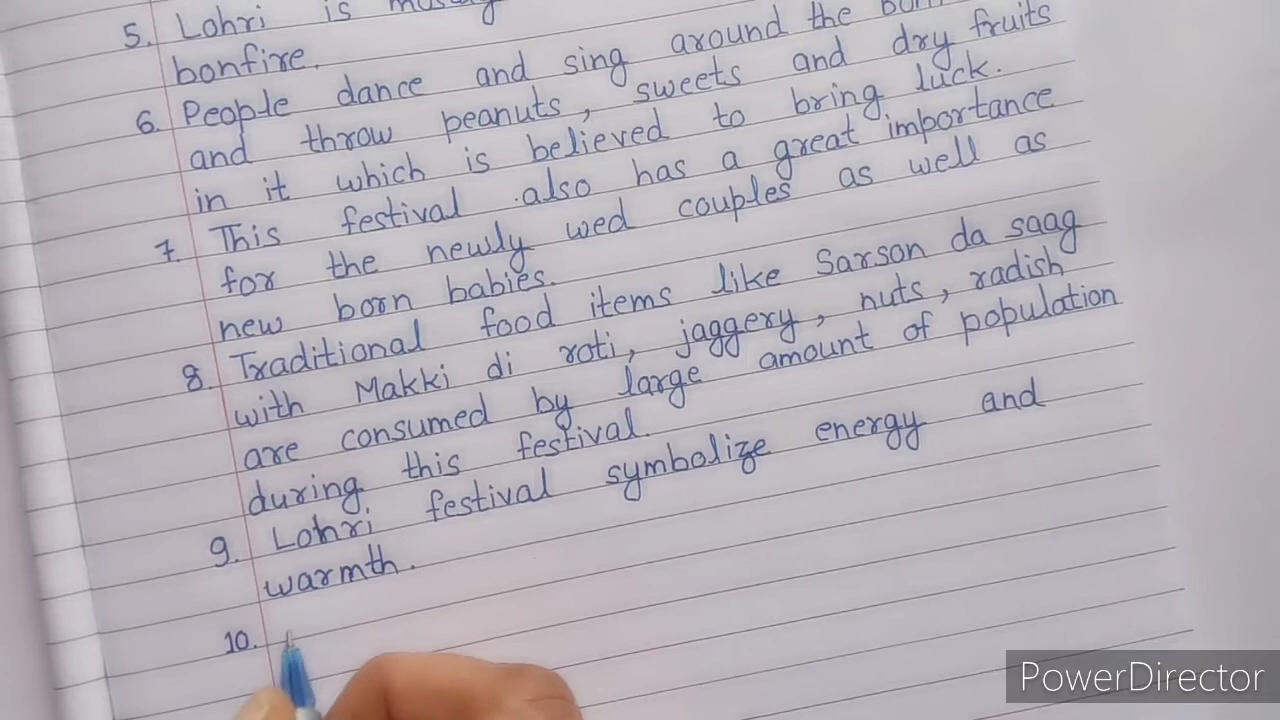 5. Lohri is
bonfire.
6. People dance and sing around the
and throw peanuts, sweets and dry fruits
in it which is believed to bring luck.
7. This festival also has a great importance
for the newly wed couples as well as
new born babies.
8. Traditional food items like Sarson da saag
with Makki di roti, jaggery, nuts, radish
are consumed by large amount of population
during this festival.
9. Lohri festival symbolize energy and
warmth.
10.
PowerDirector